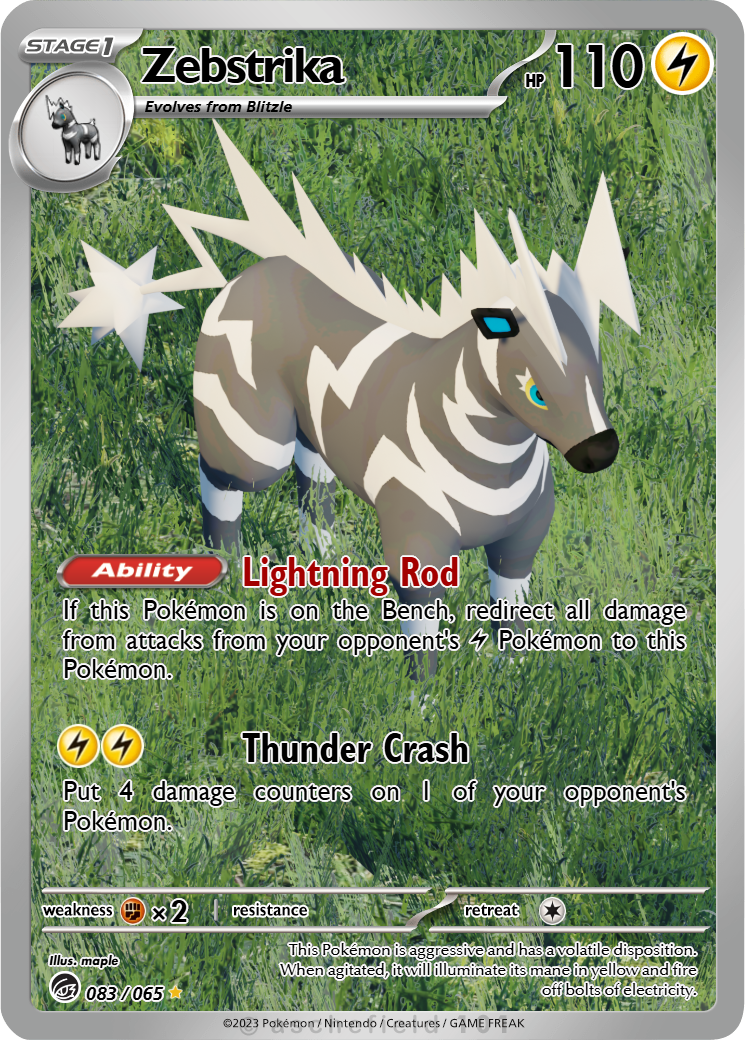 STAGE1
Zebstrika
HP 110
Evolves from Blitzle
Ability Lightning Rod
If this Pokémon is on the Bench, redirect all damage
from attacks from your opponent's Pokémon to this
Pokémon.
Thunder Crash
Put 4 damage counters on 1 of your opponent's
Pokémon.
weakness ×2 resistance retreat
Illus. maple
This Pokémon is aggressive and has a volatile disposition.
When agitated, it will illuminate its mane in yellow and fire
off bolts of electricity.
083 / 065
©2023 Pokémon / Nintendo / Creatures / GAME FREAK